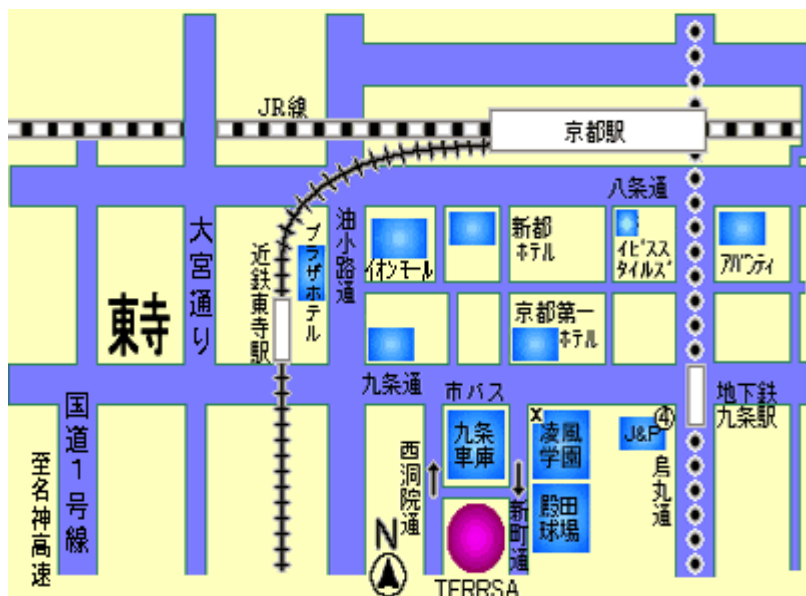 JR線
京都駅
八条通
大宮通り
油小路通
プラザホテル
近鉄東寺駅
イオンモール
新都
ホテル
イビスス
タイルズ
アバンティ
東寺
京都第一
ホテル
九条通
市バス
地下鉄
九条駅
国道1号線
至名神高速
九条
車庫
x
凌風
学園
J&P
④
烏丸通
西洞院通
新町通
殿田
球場
N
TERRSA